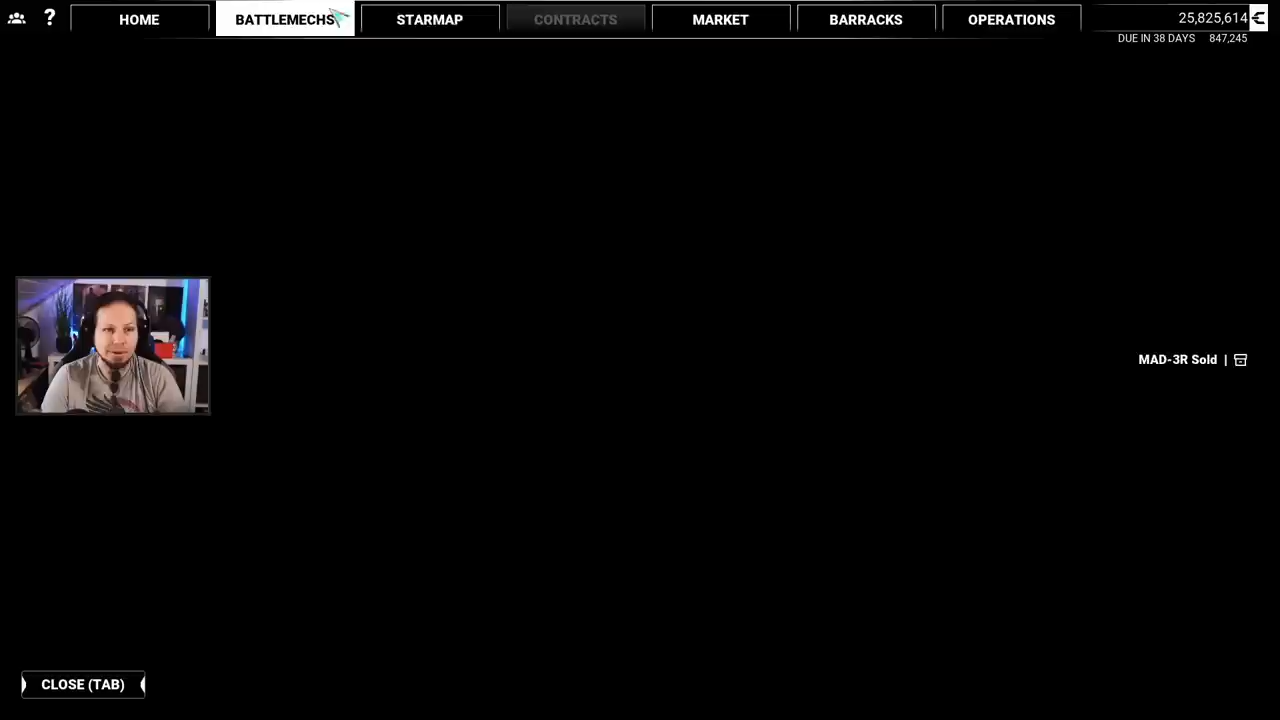 ?
HOME
BATTLEMECHS
STARMAP
CONTRACTS
MARKET
BARRACKS
OPERATIONS
25,825,614
DUE IN 38 DAYS 847,245
MAD-3R Sold |
CLOSE (TAB)